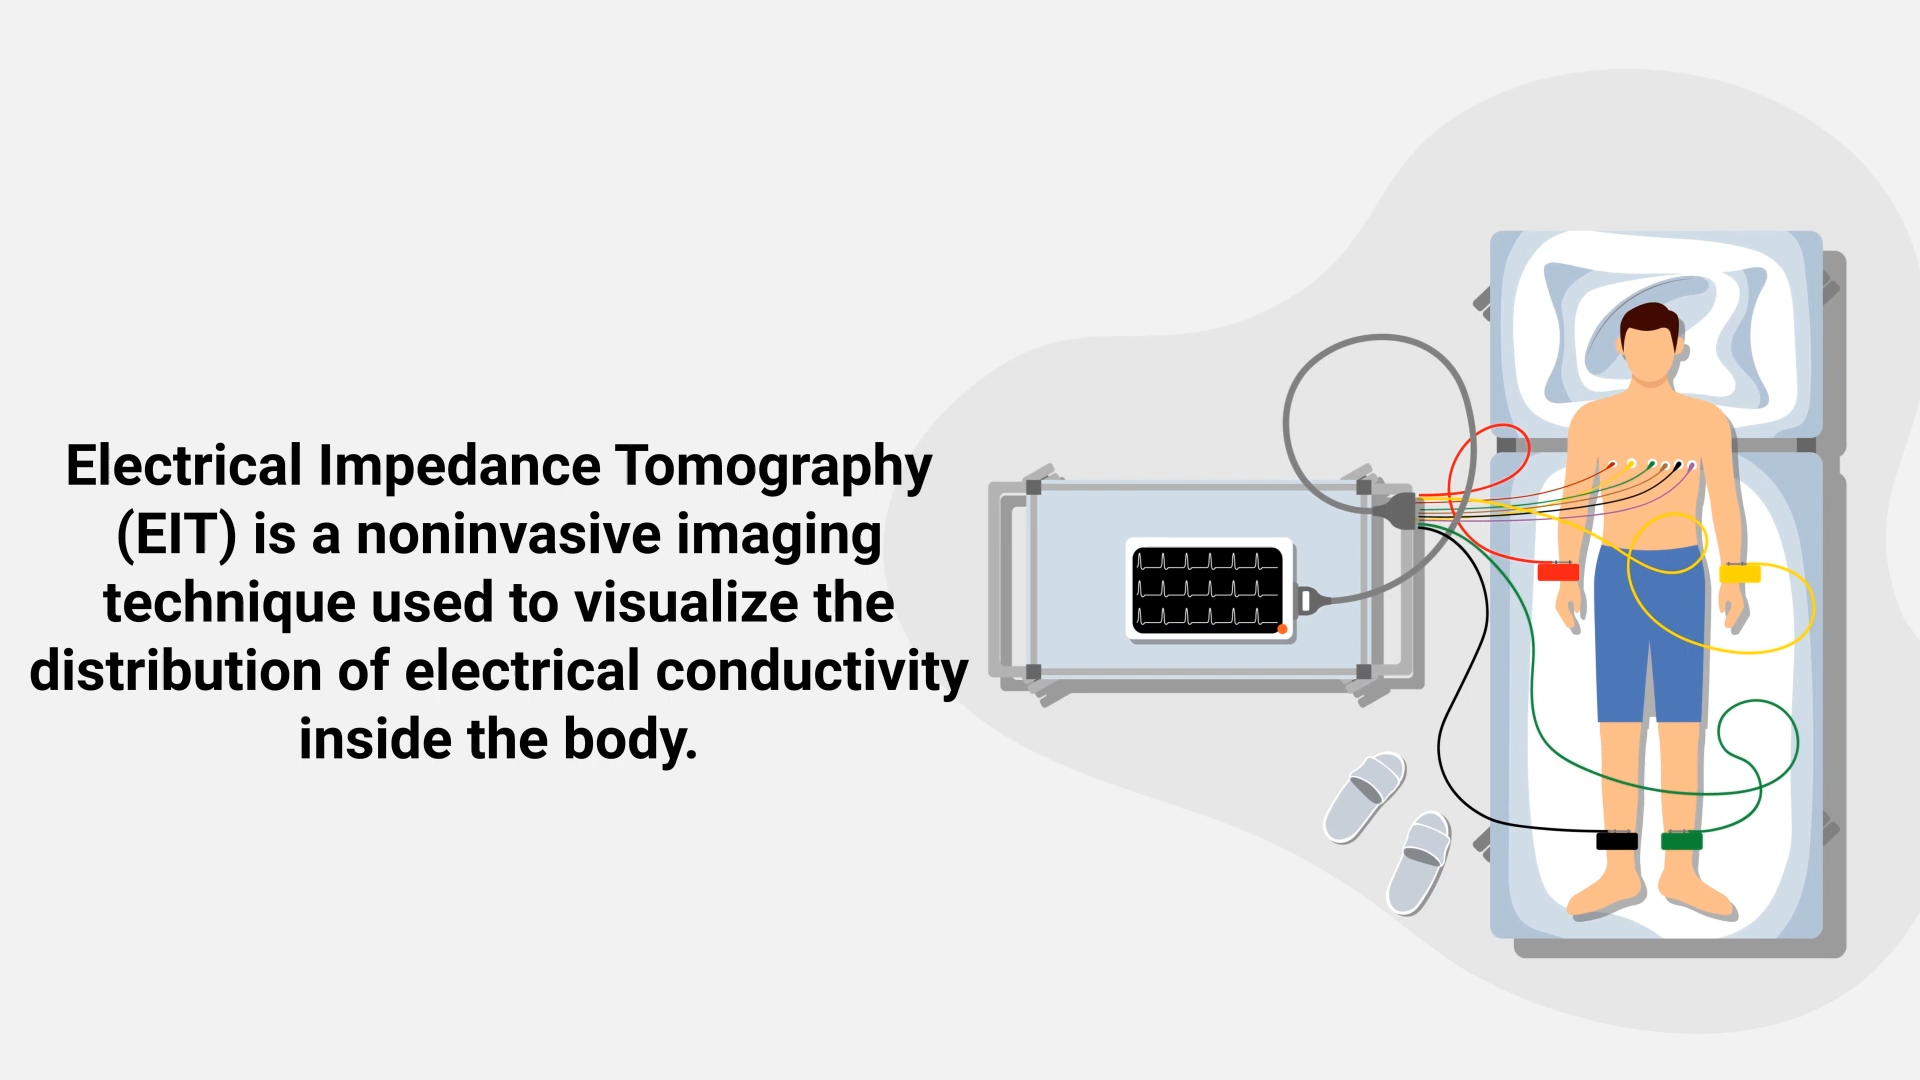 Electrical Impedance Tomography
(EIT) is a noninvasive imaging
technique used to visualize the
distribution of electrical conductivity
inside the body.